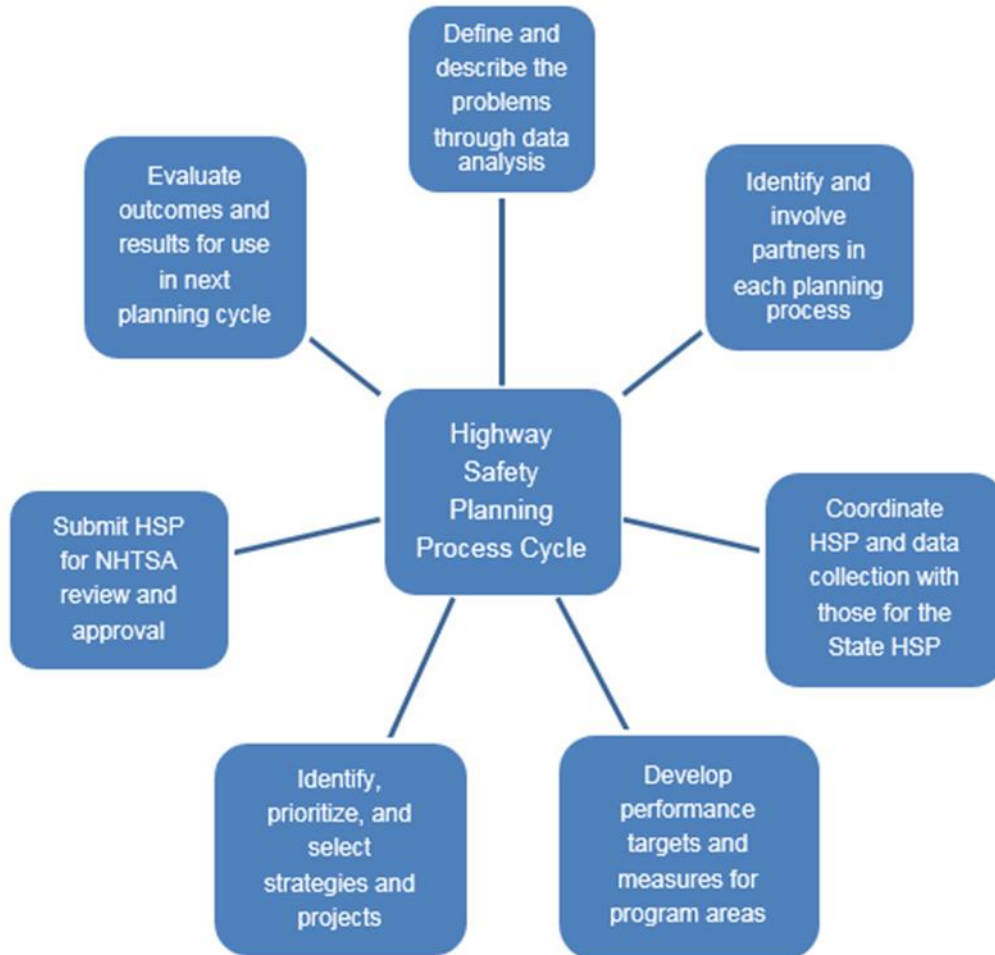 Define and
describe the
problems
through data
analysis
Identify and
involve
partners in
each planning
process
Coordinate
HSP and data
collection with
those for the
State HSP
Develop
performance
targets and
measures for
program areas
Identify,
prioritize, and
select
strategies and
projects
Submit HSP
for NHTSA
review and
approval
Evaluate
outcomes and
results for use
in next
planning cycle
Highway
Safety
Planning
Process Cycle